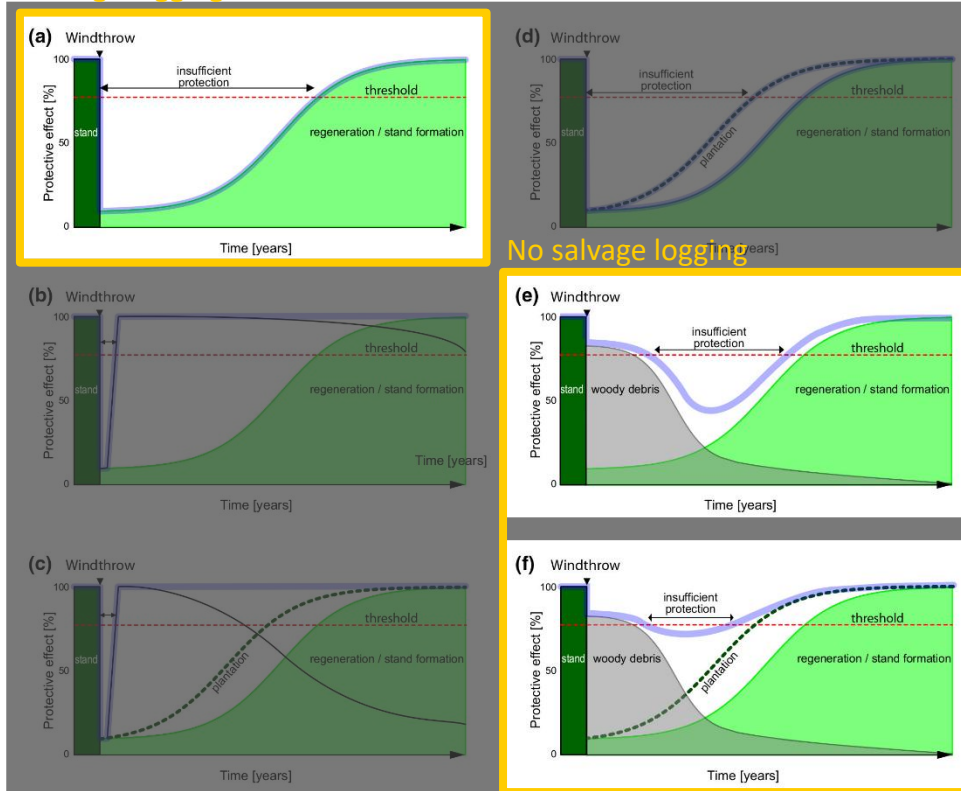 (a) Windthrow
100
insufficient
protection
threshold
stand
50
regeneration / stand formation
0
Protective effect [%]
Time [years]
(d) Windthrow
100
insufficient
protection
threshold
stand
50
plantation
regeneration / stand formation
0
Protective effect [%]
Time [years]
No salvage logging
(b) Windthrow
100
threshold
stand
50
regeneration / stand formation
Time [years]
0
Protective effect [%]
Time [years]
(e) Windthrow
100
insufficient
protection
threshold
stand
woody debris
50
regeneration / stand formation
0
Protective effect [%]
Time [years]
(c) Windthrow
100
threshold
stand
50
plantation
regeneration / stand formation
0
Protective effect [%]
Time [years]
(f) Windthrow
100
insufficient
protection
threshold
stand
woody debris
50
plantation
regeneration / stand formation
0
Protective effect [%]
Time [years]